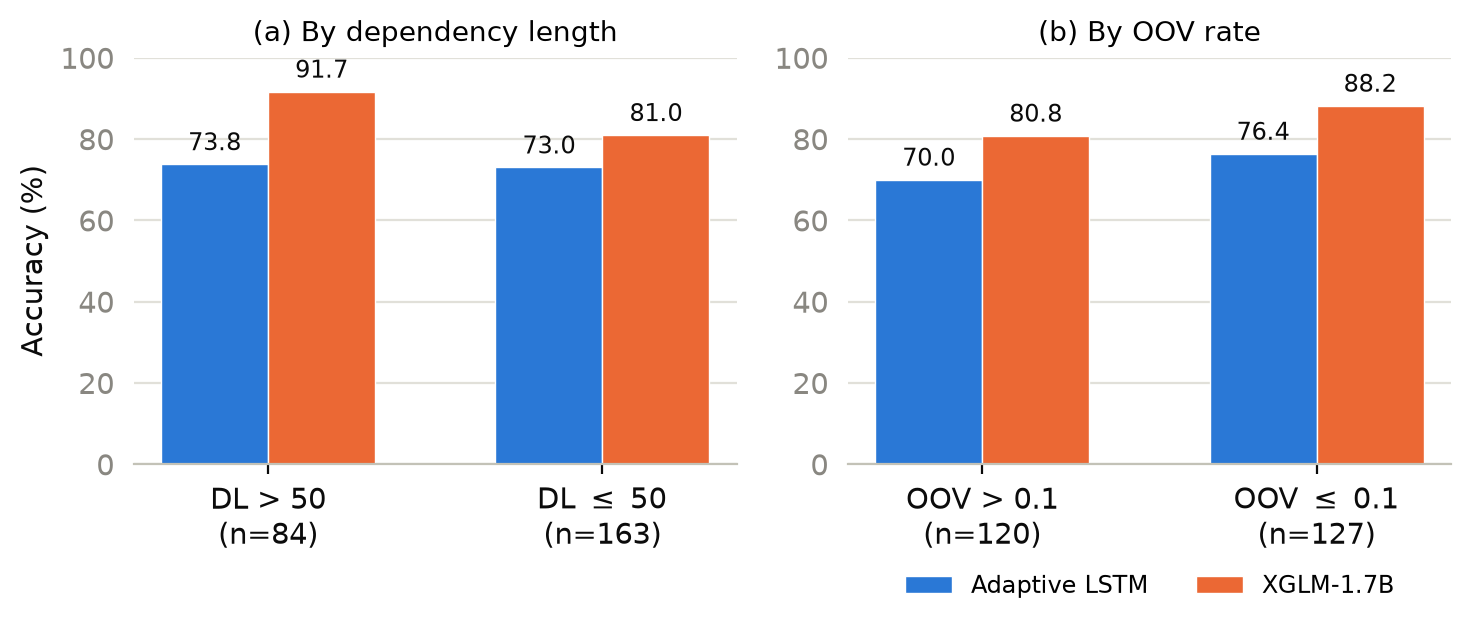 (a) By dependency length
Accuracy (%)
100
80
60
40
20
0
73.8
91.7
73.0
81.0
DL > 50
(n=84)
DL ≤ 50
(n=163)
(b) By OOV rate
100
80
60
40
20
0
70.0
80.8
76.4
88.2
OOV > 0.1
(n=120)
OOV ≤ 0.1
(n=127)
Adaptive LSTM
XGLM-1.7B